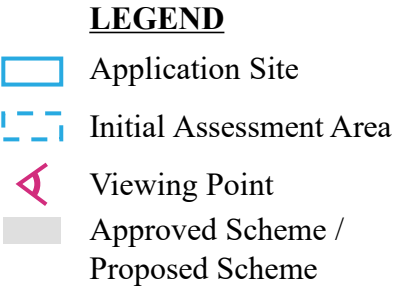 LEGEND
Application Site
Initial Assessment Area
Viewing Point
Approved Scheme /
Proposed Scheme